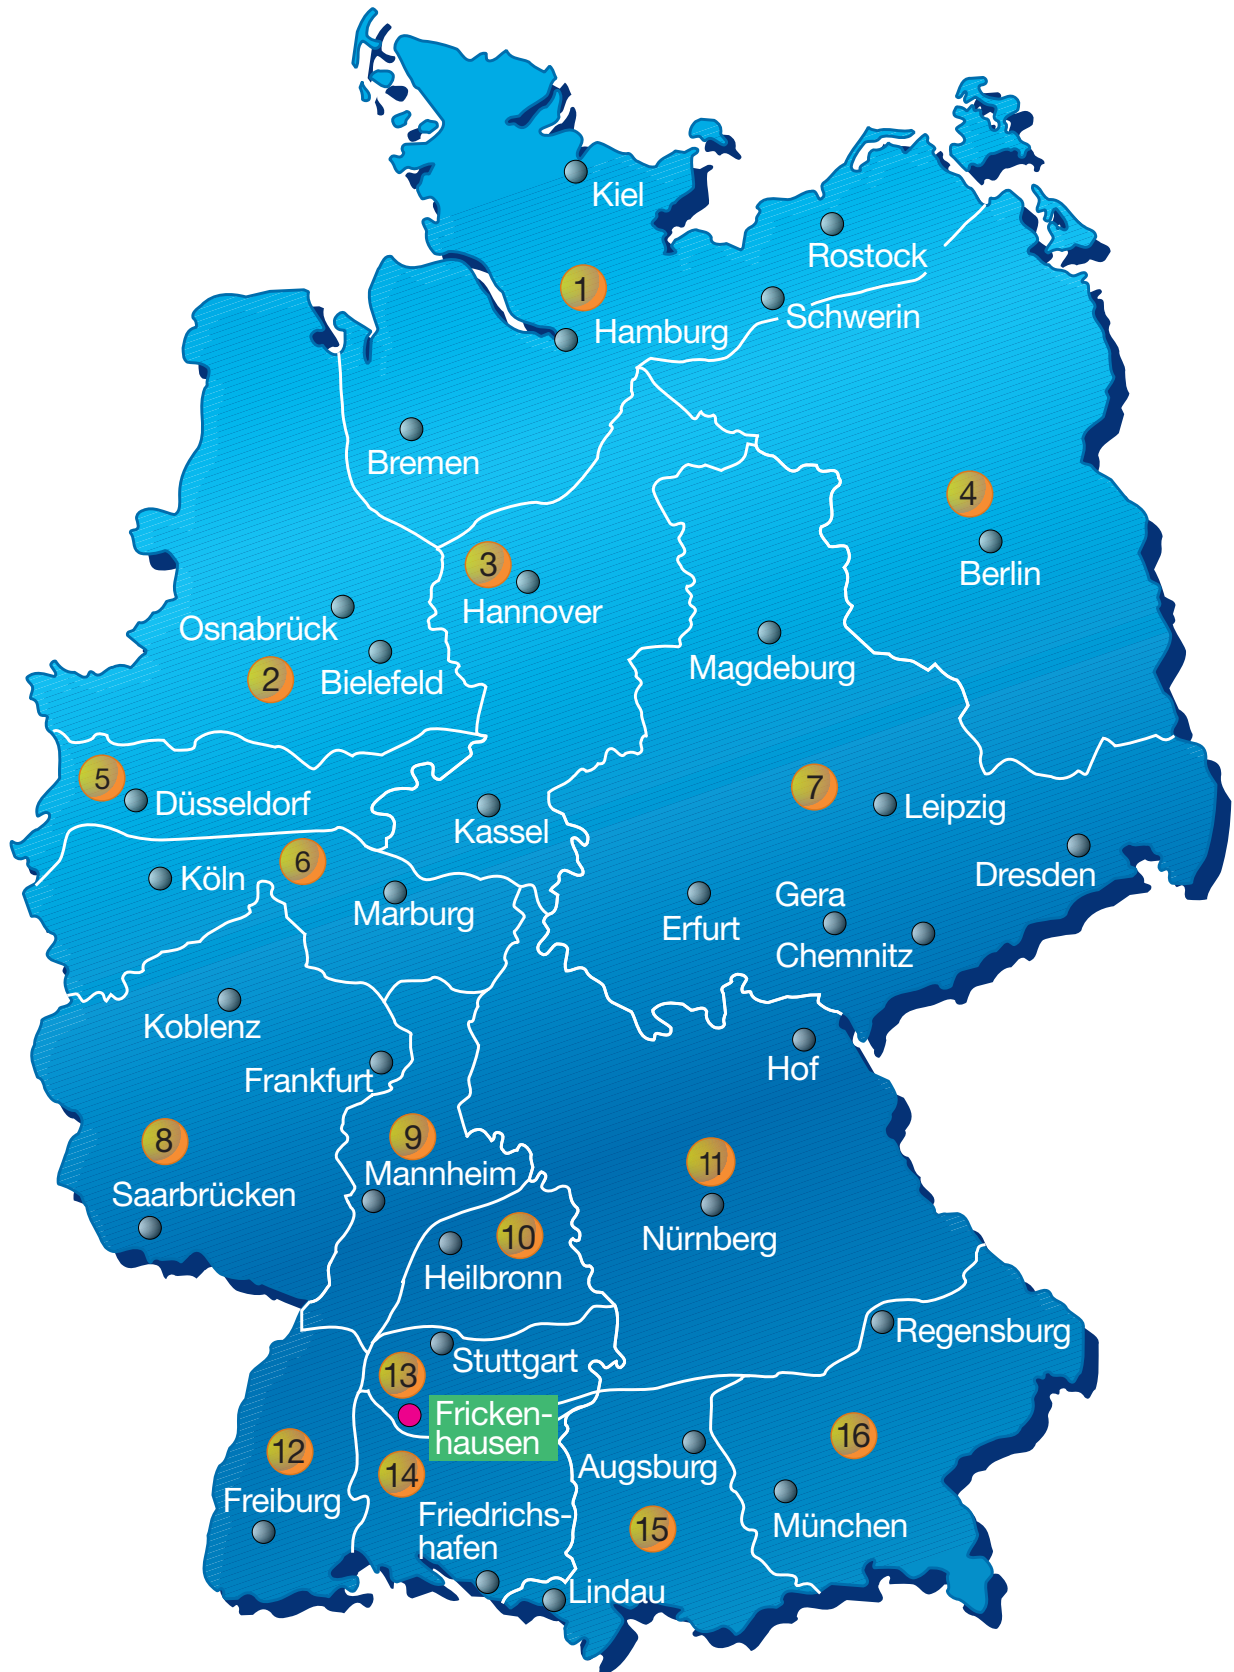 Kiel
Rostock
1
Schwerin
Hamburg
Bremen
4
3
Berlin
Hannover
Osnabrück
Magdeburg
2
Bielefeld
5
7
Düsseldorf
Leipzig
Kassel
6
Köln
Dresden
Gera
Marburg
Erfurt
Chemnitz
Koblenz
Hof
Frankfurt
9
8
11
Mannheim
Saarbrücken
10
Nürnberg
Heilbronn
Regensburg
Stuttgart
13
Fricken-
hausen
16
12
Augsburg
14
Freiburg
Friedrichs-
hafen
15
München
Lindau